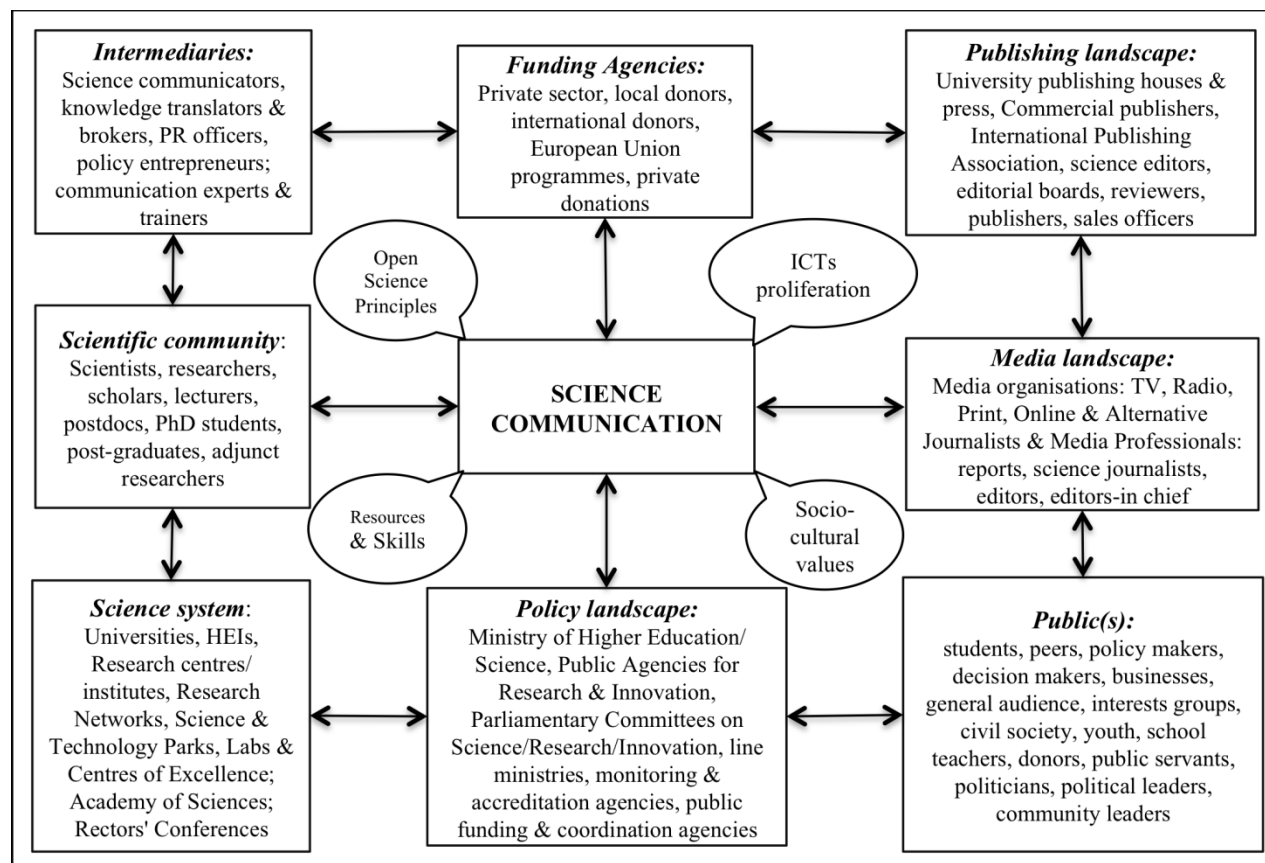 Intermediaries:
Science communicators,
knowledge translators &
brokers, PR officers,
policy entrepreneurs;
communication experts &
trainers
Funding Agencies:
Private sector, local donors,
international donors,
European Union
programmes, private
donations
Publishing landscape:
University publishing houses &
press, Commercial publishers,
International Publishing
Association, science editors,
editorial boards, reviewers,
publishers, sales officers
Open
Science
Principles
ICTs
proliferation
Scientific community:
Scientists, researchers,
scholars, lecturers,
postdocs, PhD students,
post-graduates, adjunct
researchers
SCIENCE
COMMUNICATION
Media landscape:
Media organisations: TV, Radio,
Print, Online & Alternative
Journalists & Media Professionals:
reports, science journalists,
editors, editors-in chief
Resources
& Skills
Socio-
cultural
values
Science system:
Universities, HEIs,
Research centres/
institutes, Research
Networks, Science &
Technology Parks, Labs &
Centres of Excellence;
Academy of Sciences;
Rectors' Conferences
Policy landscape:
Ministry of Higher Education/
Science, Public Agencies for
Research & Innovation,
Parliamentary Committees on
Science/Research/Innovation, line
ministries, monitoring &
accreditation agencies, public
funding & coordination agencies
Public(s):
students, peers, policy makers,
decision makers, businesses,
general audience, interests groups,
civil society, youth, school
teachers, donors, public servants,
politicians, political leaders,
community leaders